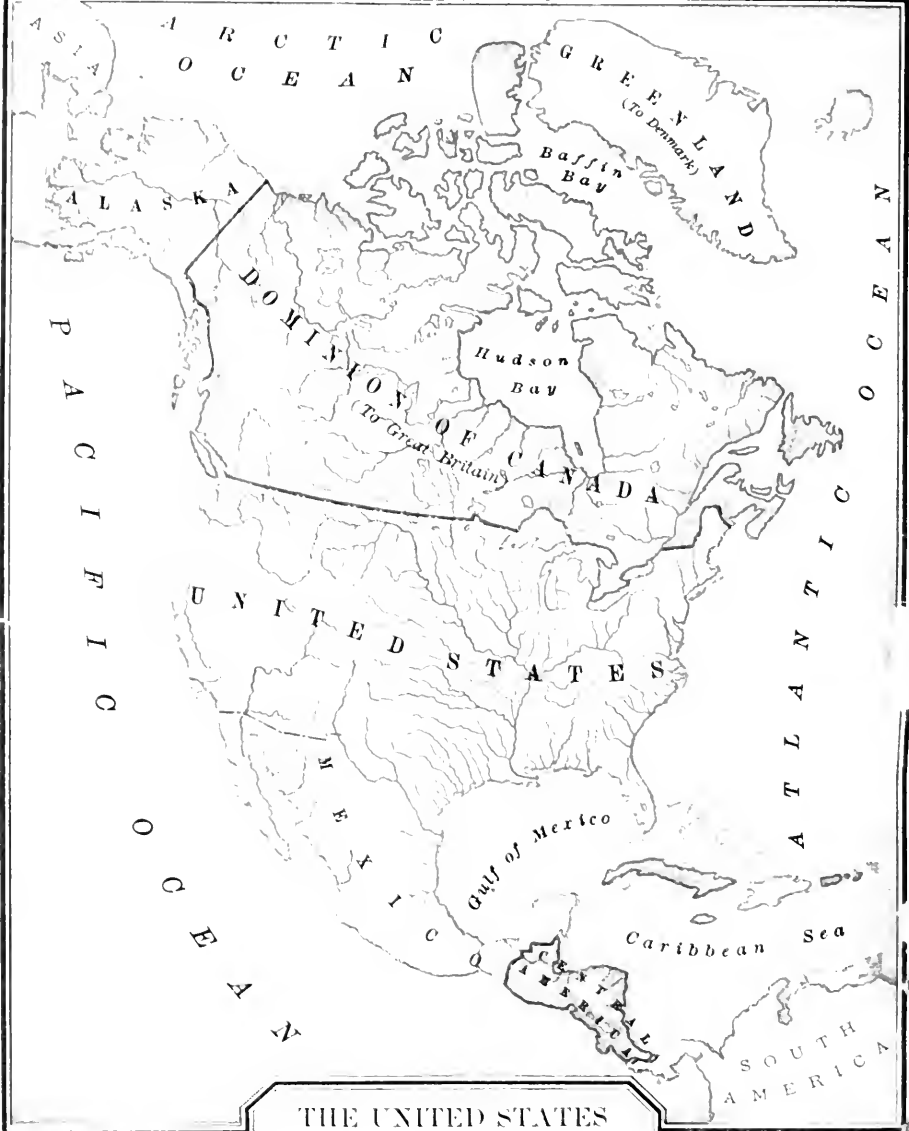 ASIA
ARCTIC
OCEAN
GREENLAND
(To Denmark)
Baffin
Bay
ALASKA
DOMINION OF CANADA
(To Great Britain)
Hudson
Bay
PACIFIC
OCEAN
ATLANTIC
OCEAN
UNITED STATES
MEXICO
Gulf of Mexico
Caribbean Sea
CENTRAL
AMERICA
SOUTH
AMERICA
THE UNITED STATES